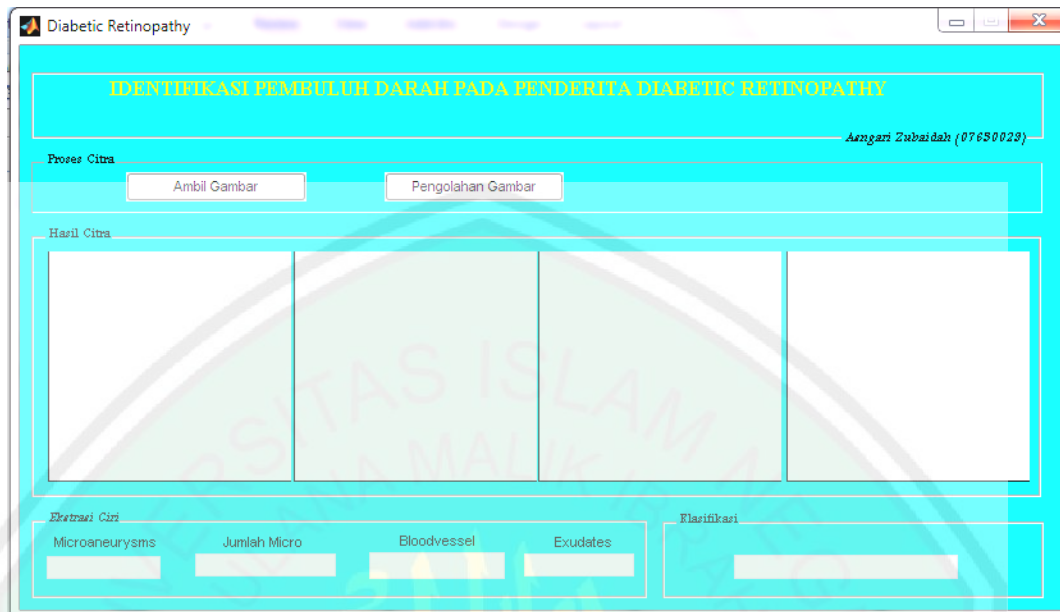 Diabetic Retinopathy
IDENTIFIKASI PEMBULUH DARAH PADA PENDERITA DIABETIC RETINOPATHY
Asngari Zubaidah (07650029)
Proses Citra
Ambil Gambar Pengolahan Gambar
Hasil Citra
Ekstrasi Ciri
Klasifikasi
Microaneurysms Jumlah Micro Bloodvessel Exudates